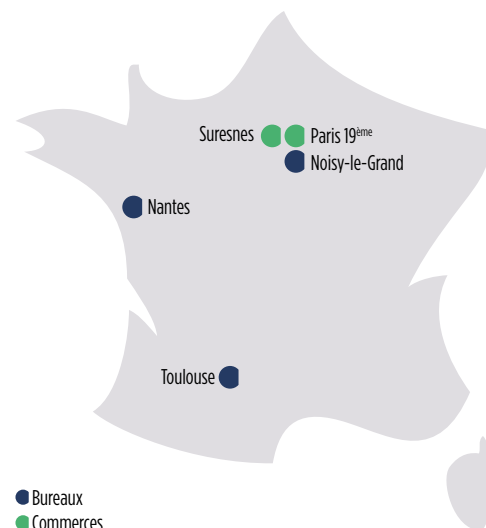 Suresnes
Paris 19ème
Noisy-le-Grand
Nantes
Toulouse
Bureaux
Commerces